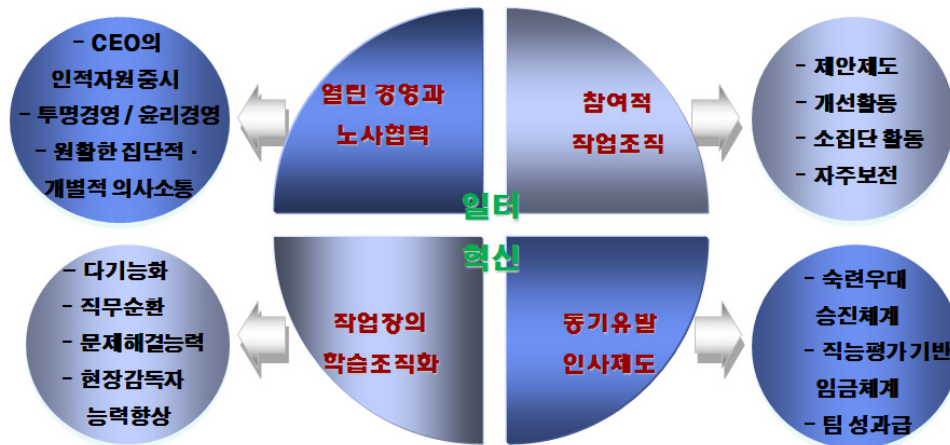 - CEO의
인적자원 중시
- 투명경영 / 윤리경영
- 원활한 집단적 ·
개별적 의사소통
열린 경영과
노사협력
참여적
작업조직
- 제안제도
- 개선활동
- 소집단 활동
- 자주보전
일터
혁신
- 다기능화
- 직무순환
- 문제해결능력
- 현장감독자
능력향상
작업장의
학습조직화
동기유발
인사제도
- 숙련우대
승진체계
- 직능평가 기반
임금체계
- 팀 성과급